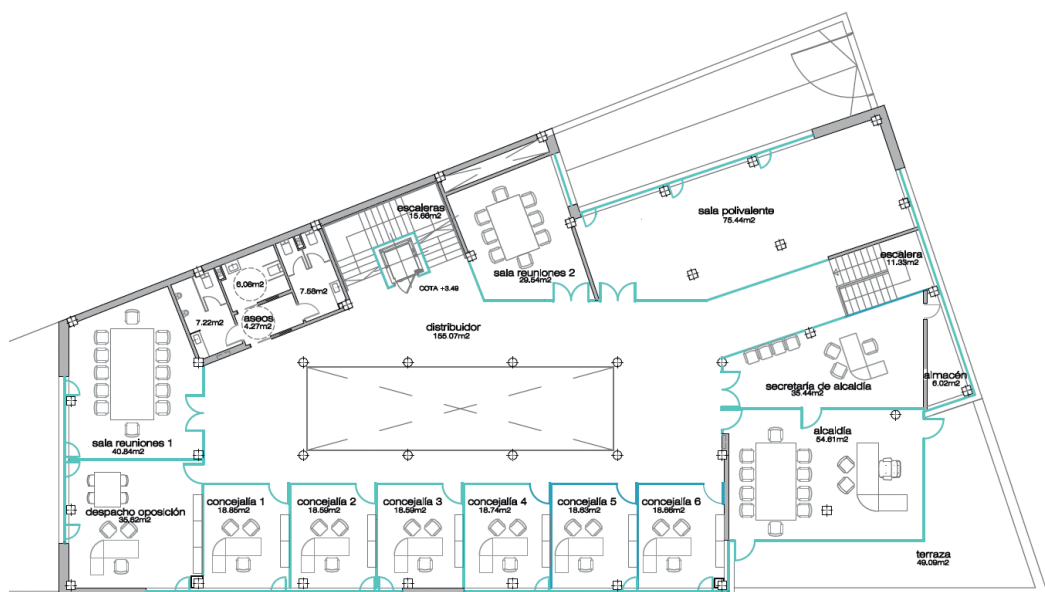 escaleras
15.66m2
sala polivalente
75.44m2
escalera
11.33m2
sala reuniones 2
29.54m2
6.08m2
7.58m2
COTA +3.49
7.22m2
aseos
4.27m2
distribuidor
155.07m2
almacén
6.02m2
secretaría de alcaldía
35.44m2
alcaldía
54.61m2
sala reuniones 1
40.84m2
despacho oposición
35.62m2
concejalía 1
18.85m2
concejalía 2
18.59m2
concejalía 3
18.59m2
concejalía 4
18.74m2
concejalía 5
18.63m2
concejalía 6
18.66m2
terraza
49.09m2